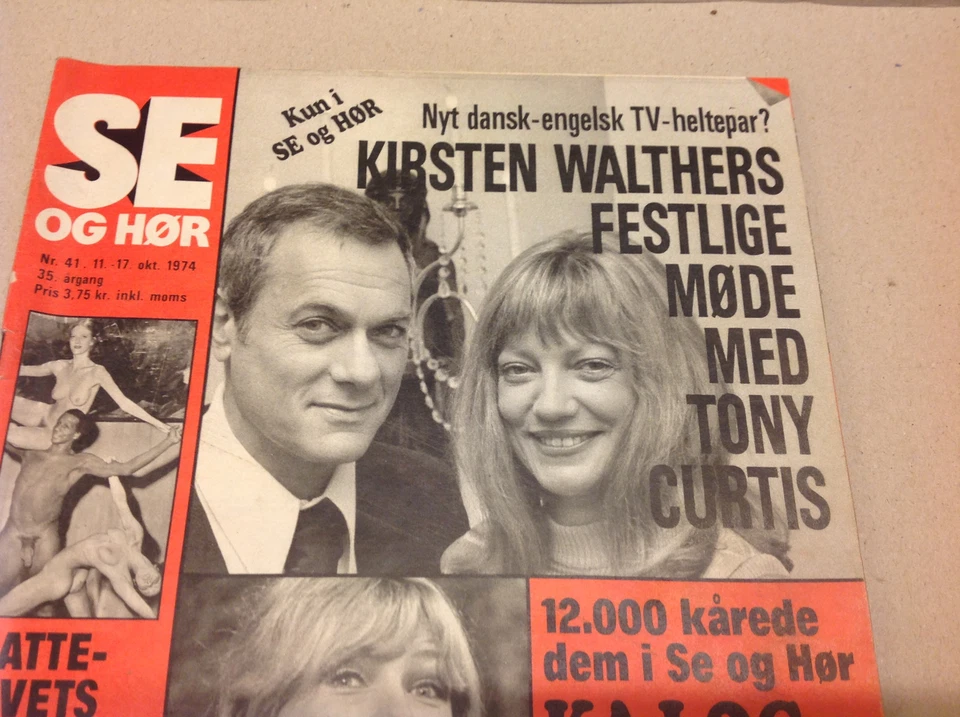 SE
OG HØR
Nr. 41. 11.-17. okt. 1974
35. årgang
Pris 3,75 kr. inkl. moms
Kun i
SE og HØR
Nyt dansk-engelsk TV-heltepar?
KIRSTEN WALTHERS
FESTLIGE
MØDE
MED
TONY
CURTIS
ATTE-
VETS
12.000 kårede
dem i Se og Hør